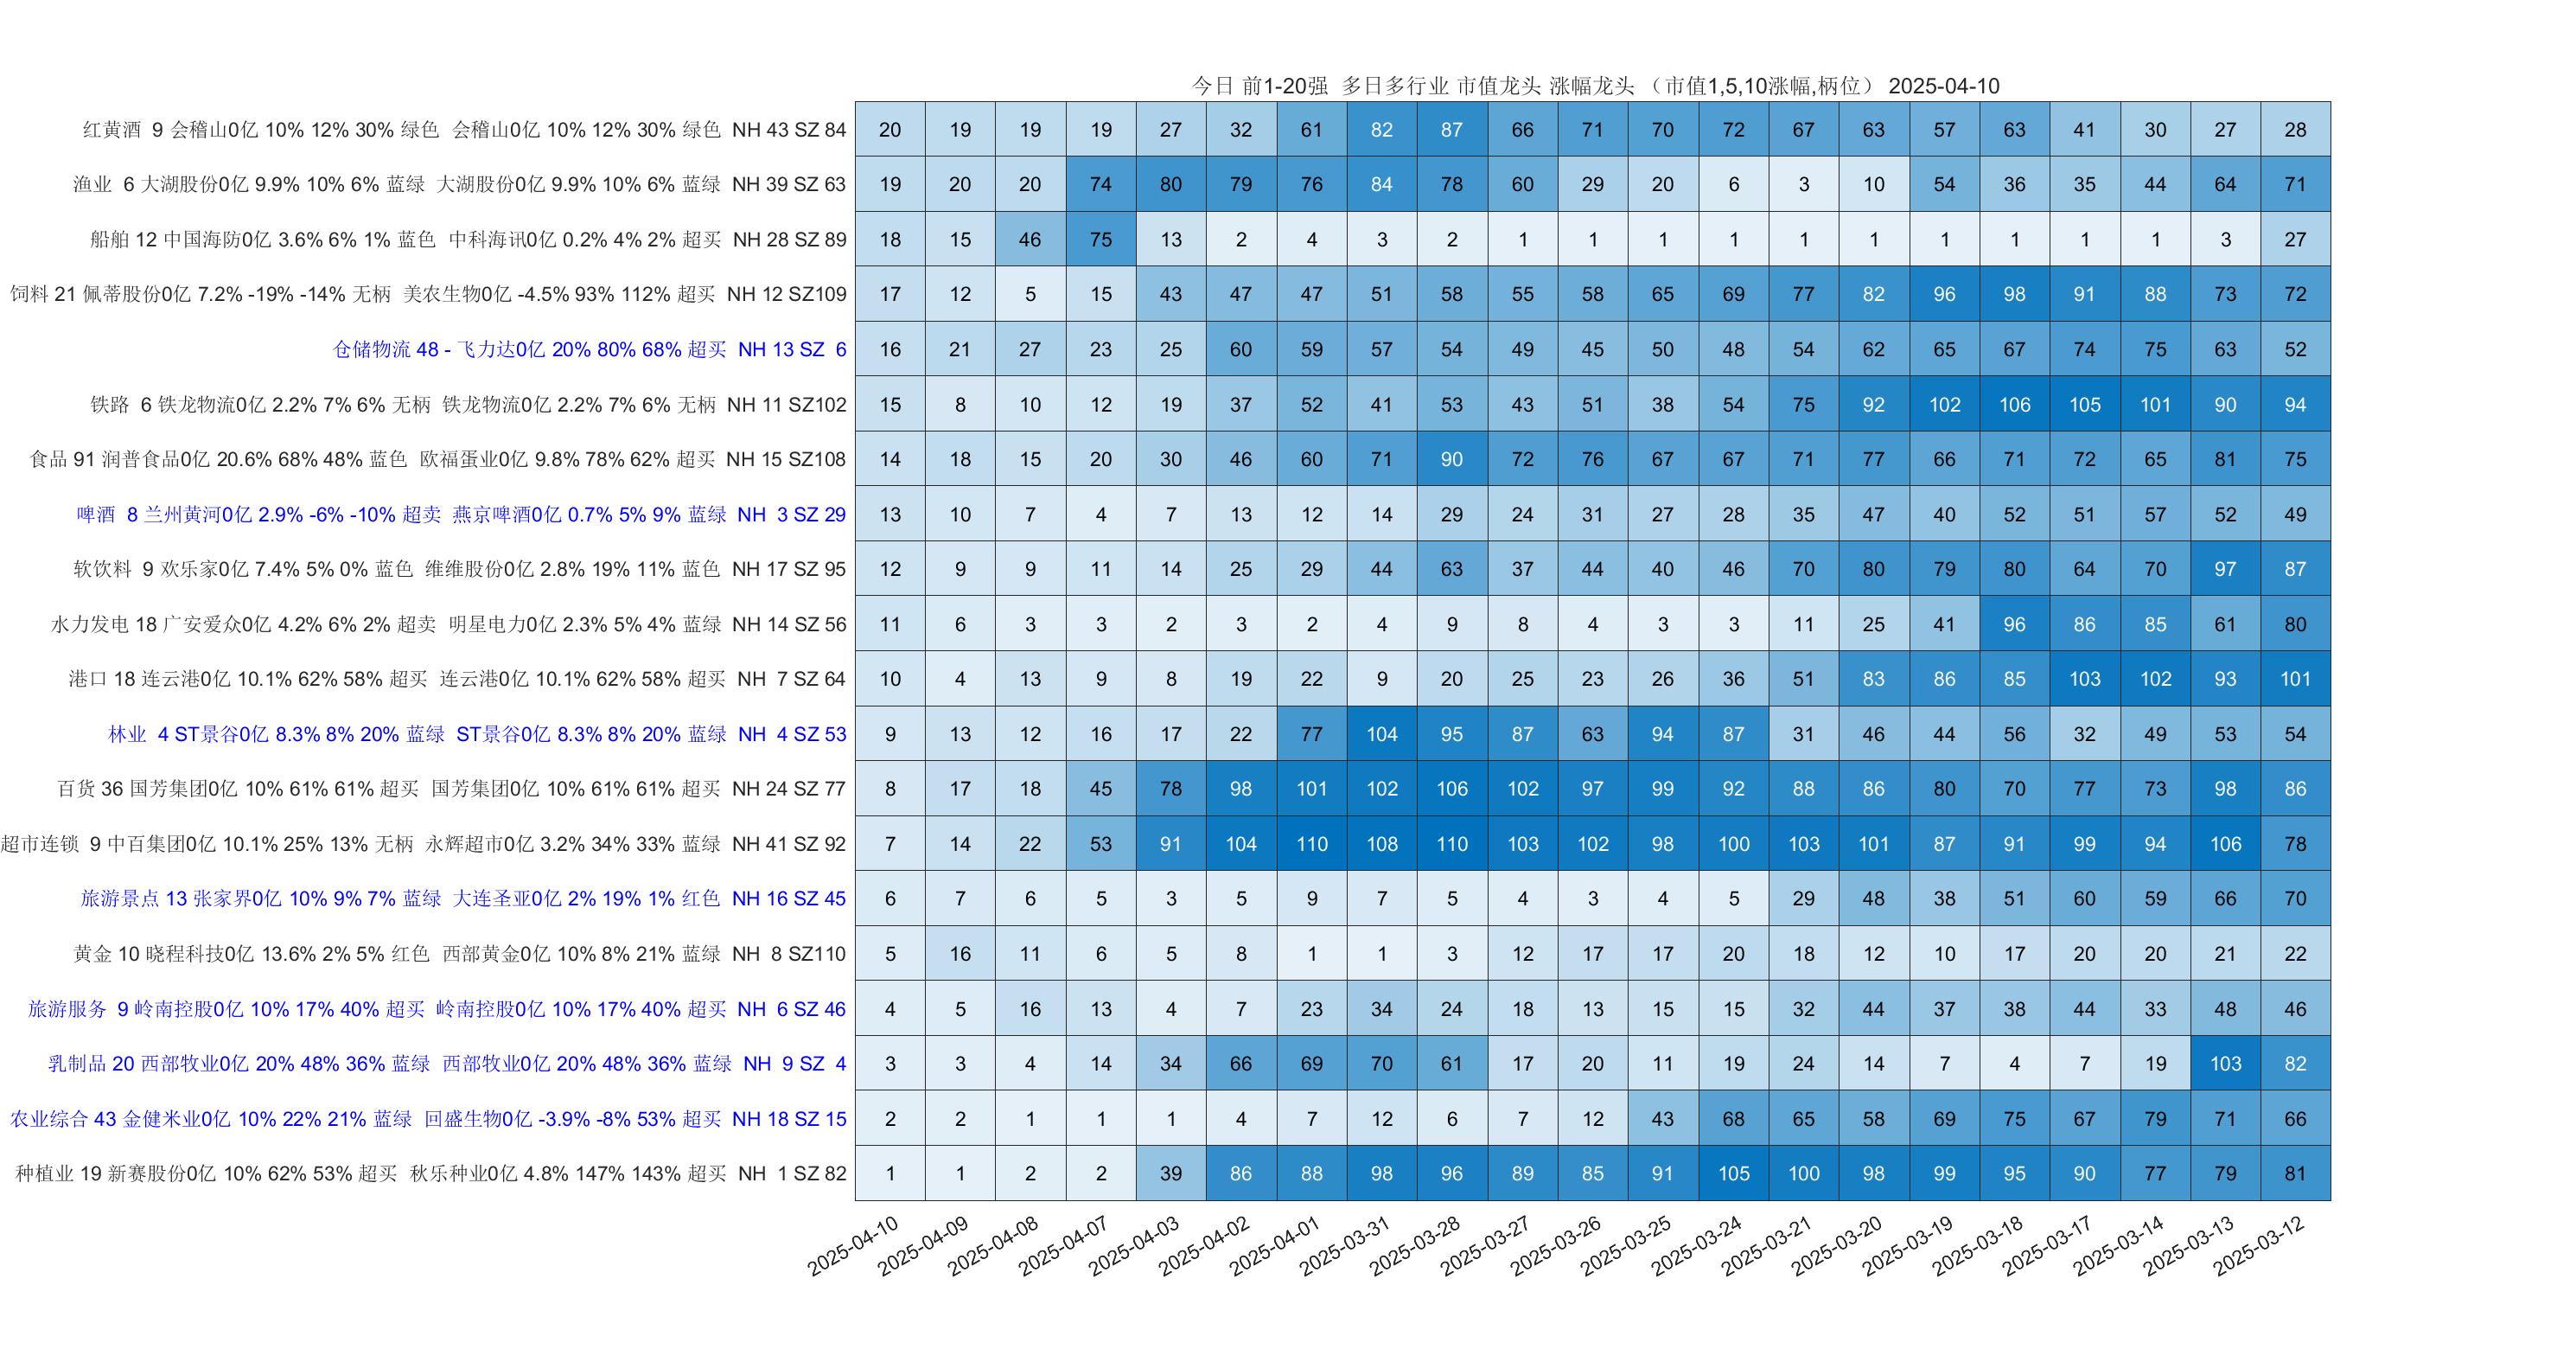 今日 前1-20强 多日多行业 市值龙头 涨幅龙头 （市值1,5,10涨幅,柄位） 2025-04-10
红黄酒 9 会稽山0亿 10% 12% 30% 绿色 会稽山0亿 10% 12% 30% 绿色 NH 43 SZ 84 20 19 19 19 27 32 61 82 87 66 71 70 72 67 63 57 63 41 30 27 28
渔业 6 大湖股份0亿 9.9% 10% 6% 蓝绿 大湖股份0亿 9.9% 10% 6% 蓝绿 NH 39 SZ 63 19 20 20 74 80 79 76 84 78 60 29 20 6 3 10 54 36 35 44 64 71
船舶 12 中国海防0亿 3.6% 6% 1% 蓝色 中科海讯0亿 0.2% 4% 2% 超买 NH 28 SZ 89 18 15 46 75 13 2 4 3 2 1 1 1 1 1 1 1 1 1 1 3 27
饲料 21 佩蒂股份0亿 7.2% -19% -14% 无柄 美农生物0亿 -4.5% 93% 112% 超买 NH 12 SZ109 17 12 5 15 43 47 47 51 58 55 58 65 69 77 82 96 98 91 88 73 72
仓储物流 48 - 飞力达0亿 20% 80% 68% 超买 NH 13 SZ 6 16 21 27 23 25 60 59 57 54 49 45 50 48 54 62 65 67 74 75 63 52
铁路 6 铁龙物流0亿 2.2% 7% 6% 无柄 铁龙物流0亿 2.2% 7% 6% 无柄 NH 11 SZ102 15 8 10 12 19 37 52 41 53 43 51 38 54 75 92 102 106 105 101 90 94
食品 91 润普食品0亿 20.6% 68% 48% 蓝色 欧福蛋业0亿 9.8% 78% 62% 超买 NH 15 SZ108 14 18 15 20 30 46 60 71 90 72 76 67 67 71 77 66 71 72 65 81 75
啤酒 8 兰州黄河0亿 2.9% -6% -10% 超卖 燕京啤酒0亿 0.7% 5% 9% 蓝绿 NH 3 SZ 29 13 10 7 4 7 13 12 14 29 24 31 27 28 35 47 40 52 51 57 52 49
软饮料 9 欢乐家0亿 7.4% 5% 0% 蓝色 维维股份0亿 2.8% 19% 11% 蓝色 NH 17 SZ 95 12 9 9 11 14 25 29 44 63 37 44 40 46 70 80 79 80 64 70 97 87
水力发电 18 广安爱众0亿 4.2% 6% 2% 超卖 明星电力0亿 2.3% 5% 4% 蓝绿 NH 14 SZ 56 11 6 3 3 2 3 2 4 9 8 4 3 3 11 25 41 96 86 85 61 80
港口 18 连云港0亿 10.1% 62% 58% 超买 连云港0亿 10.1% 62% 58% 超买 NH 7 SZ 64 10 4 13 9 8 19 22 9 20 25 23 26 36 51 83 86 85 103 102 93 101
林业 4 ST景谷0亿 8.3% 8% 20% 蓝绿 ST景谷0亿 8.3% 8% 20% 蓝绿 NH 4 SZ 53 9 13 12 16 17 22 77 104 95 87 63 94 87 31 46 44 56 32 49 53 54
百货 36 国芳集团0亿 10% 61% 61% 超买 国芳集团0亿 10% 61% 61% 超买 NH 24 SZ 77 8 17 18 45 78 98 101 102 106 102 97 99 92 88 86 80 70 77 73 98 86
超市连锁 9 中百集团0亿 10.1% 25% 13% 无柄 永辉超市0亿 3.2% 34% 33% 蓝绿 NH 41 SZ 92 7 14 22 53 91 104 110 108 110 103 102 98 100 103 101 87 91 99 94 106 78
旅游景点 13 张家界0亿 10% 9% 7% 蓝绿 大连圣亚0亿 2% 19% 1% 红色 NH 16 SZ 45 6 7 6 5 3 5 9 7 5 4 3 4 5 29 48 38 51 60 59 66 70
黄金 10 晓程科技0亿 13.6% 2% 5% 红色 西部黄金0亿 10% 8% 21% 蓝绿 NH 8 SZ110 5 16 11 6 5 8 1 1 3 12 17 17 20 18 12 10 17 20 20 21 22
旅游服务 9 岭南控股0亿 10% 17% 40% 超买 岭南控股0亿 10% 17% 40% 超买 NH 6 SZ 46 4 5 16 13 4 7 23 34 24 18 13 15 15 32 44 37 38 44 33 48 46
乳制品 20 西部牧业0亿 20% 48% 36% 蓝绿 西部牧业0亿 20% 48% 36% 蓝绿 NH 9 SZ 4 3 3 4 14 34 66 69 70 61 17 20 11 19 24 14 7 4 7 19 103 82
农业综合 43 金健米业0亿 10% 22% 21% 蓝绿 回盛生物0亿 -3.9% -8% 53% 超买 NH 18 SZ 15 2 2 1 1 1 4 7 12 6 7 12 43 68 65 58 69 75 67 79 71 66
种植业 19 新赛股份0亿 10% 62% 53% 超买 秋乐种业0亿 4.8% 147% 143% 超买 NH 1 SZ 82 1 1 2 2 39 86 88 98 96 89 85 91 105 100 98 99 95 90 77 79 81
2025-04-10 2025-04-09 2025-04-08 2025-04-07 2025-04-03 2025-04-02 2025-04-01 2025-03-31 2025-03-28 2025-03-27 2025-03-26 2025-03-25 2025-03-24 2025-03-21 2025-03-20 2025-03-19 2025-03-18 2025-03-17 2025-03-14 2025-03-13 2025-03-12